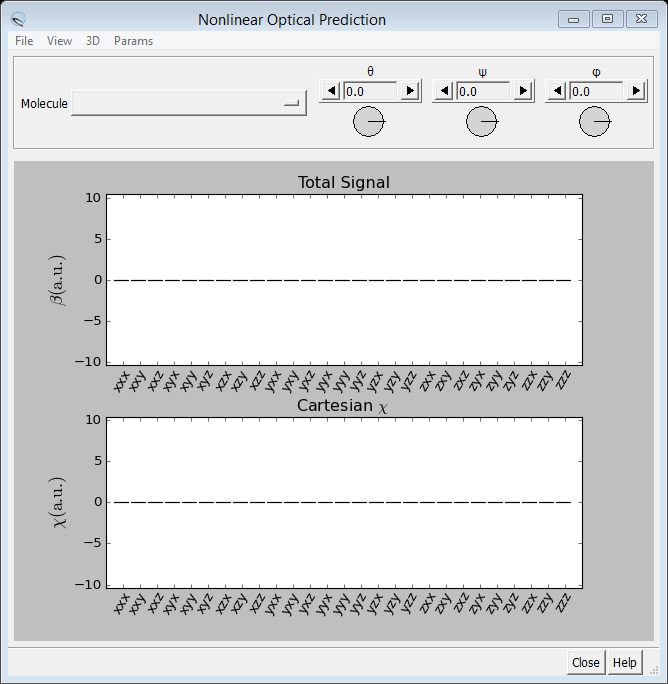 Nonlinear Optical Prediction
File View 3D Params
θ ψ φ
Molecule 0.0 0.0 0.0
Total Signal
10
5
0
−5
−10
β(a.u.)
xxx xxy xxz xyx xyy xyz xzx xzy xzz yxx yxy yxz yyx yyy yyz yzx yzy yzz zxx zxy zxz zyx zyy zyz zzx zzy zzz
Cartesian χ
10
5
0
−5
−10
χ(a.u.)
xxx xxy xxz xyx xyy xyz xzx xzy xzz yxx yxy yxz yyx yyy yyz yzx yzy yzz zxx zxy zxz zyx zyy zyz zzx zzy zzz
Close Help